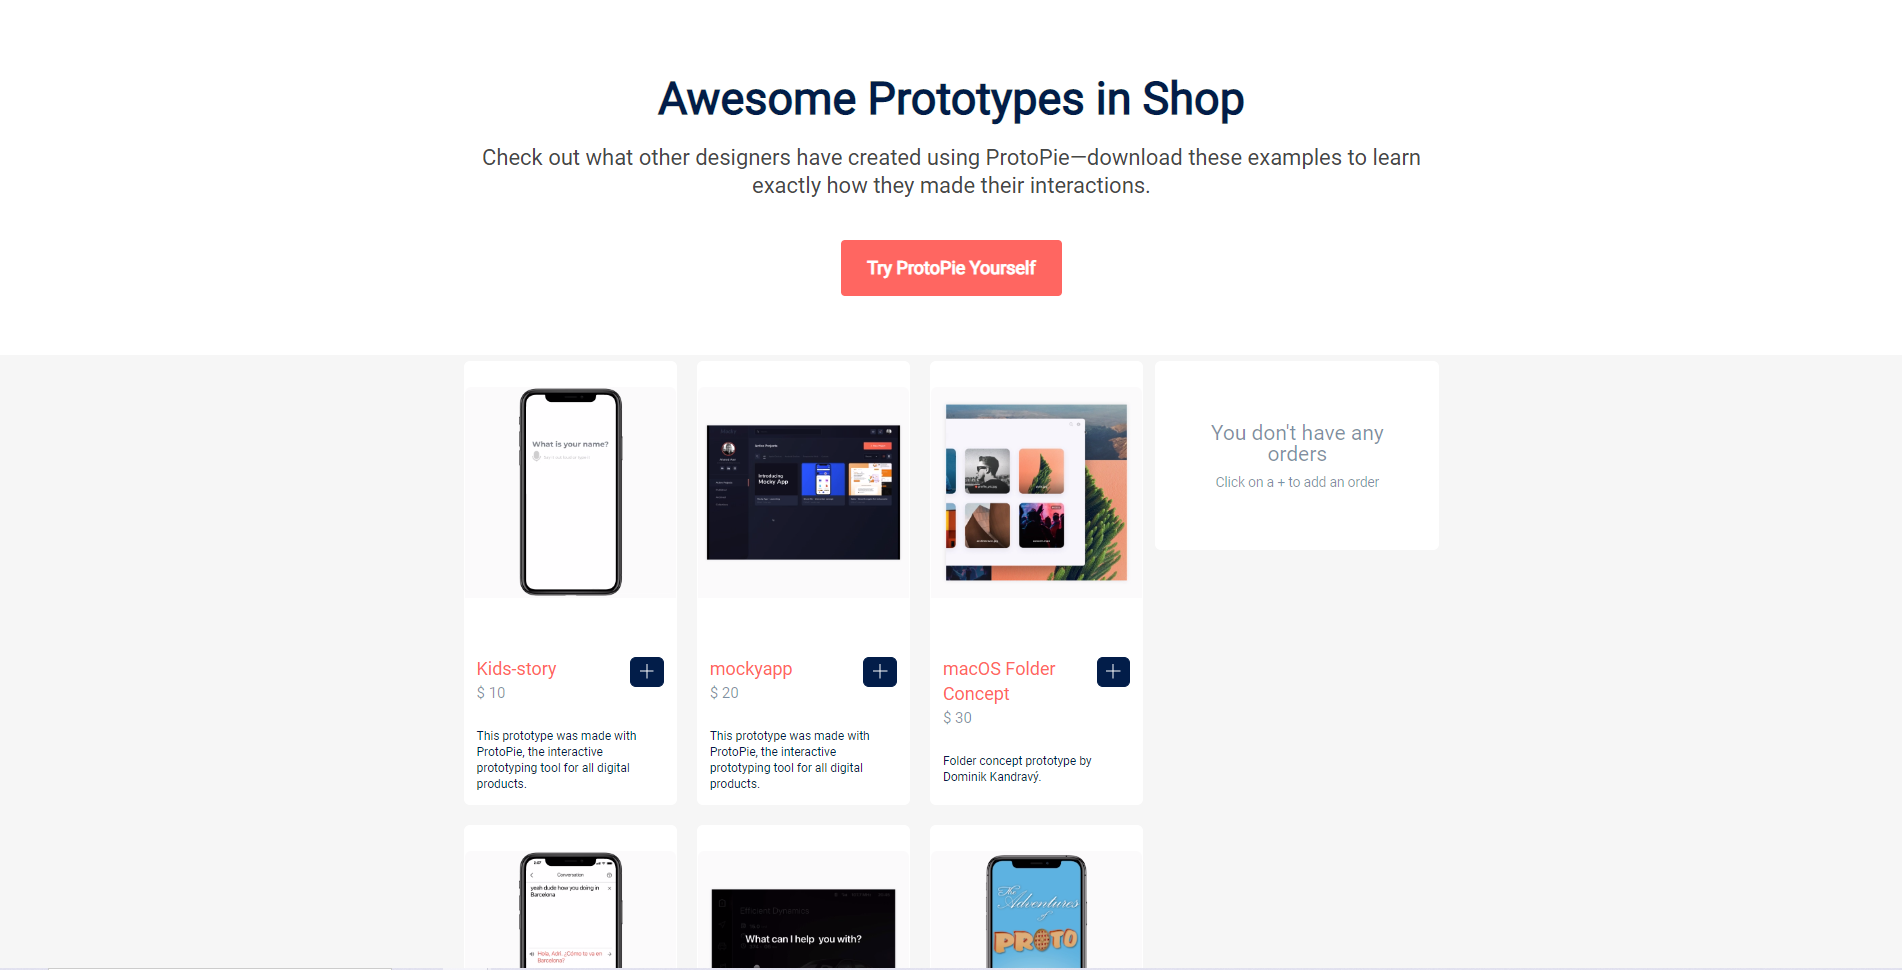 Awesome Prototypes in Shop
Check out what other designers have created using ProtoPie—download these examples to learn
exactly how they made their interactions.
Try ProtoPie Yourself
What is your name?
Active Projects
Introducing
Mocky App
You don't have any
orders
Click on a + to add an order
Kids-story
$ 10
This prototype was made with
ProtoPie, the interactive
prototyping tool for all digital
products.
mockyapp
$ 20
This prototype was made with
ProtoPie, the interactive
prototyping tool for all digital
products.
macOS Folder
Concept
$ 30
Folder concept prototype by
Dominik Kandravý.
2:07
Conversation
yeah dude how you doing in
Barcelona
Hola, Adri. ¿Cómo te va en
Barcelona?
Efficient Dynamics
What can I help you with?
The
Adventures
of
PROTO